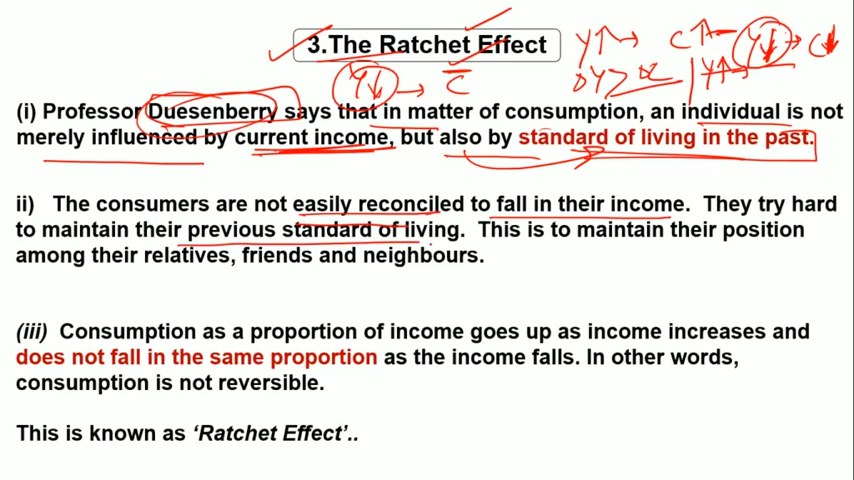 3.The Ratchet Effect
Y↑→ C↑ Y↓→ C↓
Y↓ → C̅
ΔY > ΔC Y↑→
(i) Professor Duesenberry says that in matter of consumption, an individual is not
merely influenced by current income, but also by standard of living in the past.
ii) The consumers are not easily reconciled to fall in their income. They try hard
to maintain their previous standard of living. This is to maintain their position
among their relatives, friends and neighbours.
(iii) Consumption as a proportion of income goes up as income increases and
does not fall in the same proportion as the income falls. In other words,
consumption is not reversible.
This is known as ‘Ratchet Effect’..